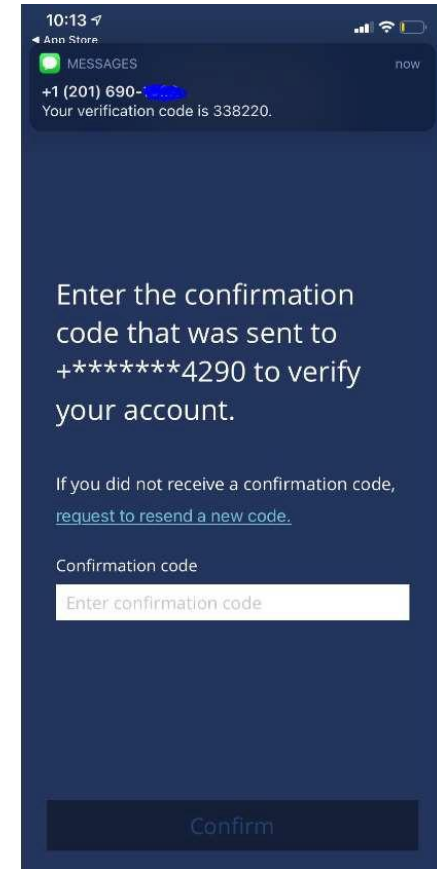 10:13
App Store
MESSAGES
now
+1 (201) 690-
Your verification code is 338220.
Enter the confirmation
code that was sent to
+*******4290 to verify
your account.
If you did not receive a confirmation code,
request to resend a new code.
Confirmation code
Enter confirmation code
Confirm